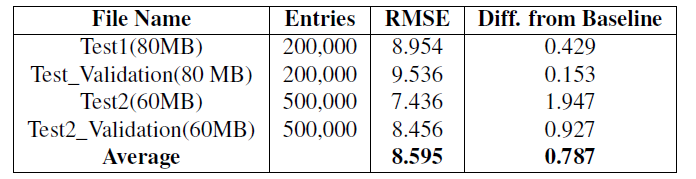 File Name Entries RMSE Diff. from Baseline
Test1(80MB) 200,000 8.954 0.429
Test_Validation(80 MB) 200,000 9.536 0.153
Test2(60MB) 500,000 7.436 1.947
Test2_Validation(60MB) 500,000 8.456 0.927
Average 8.595 0.787